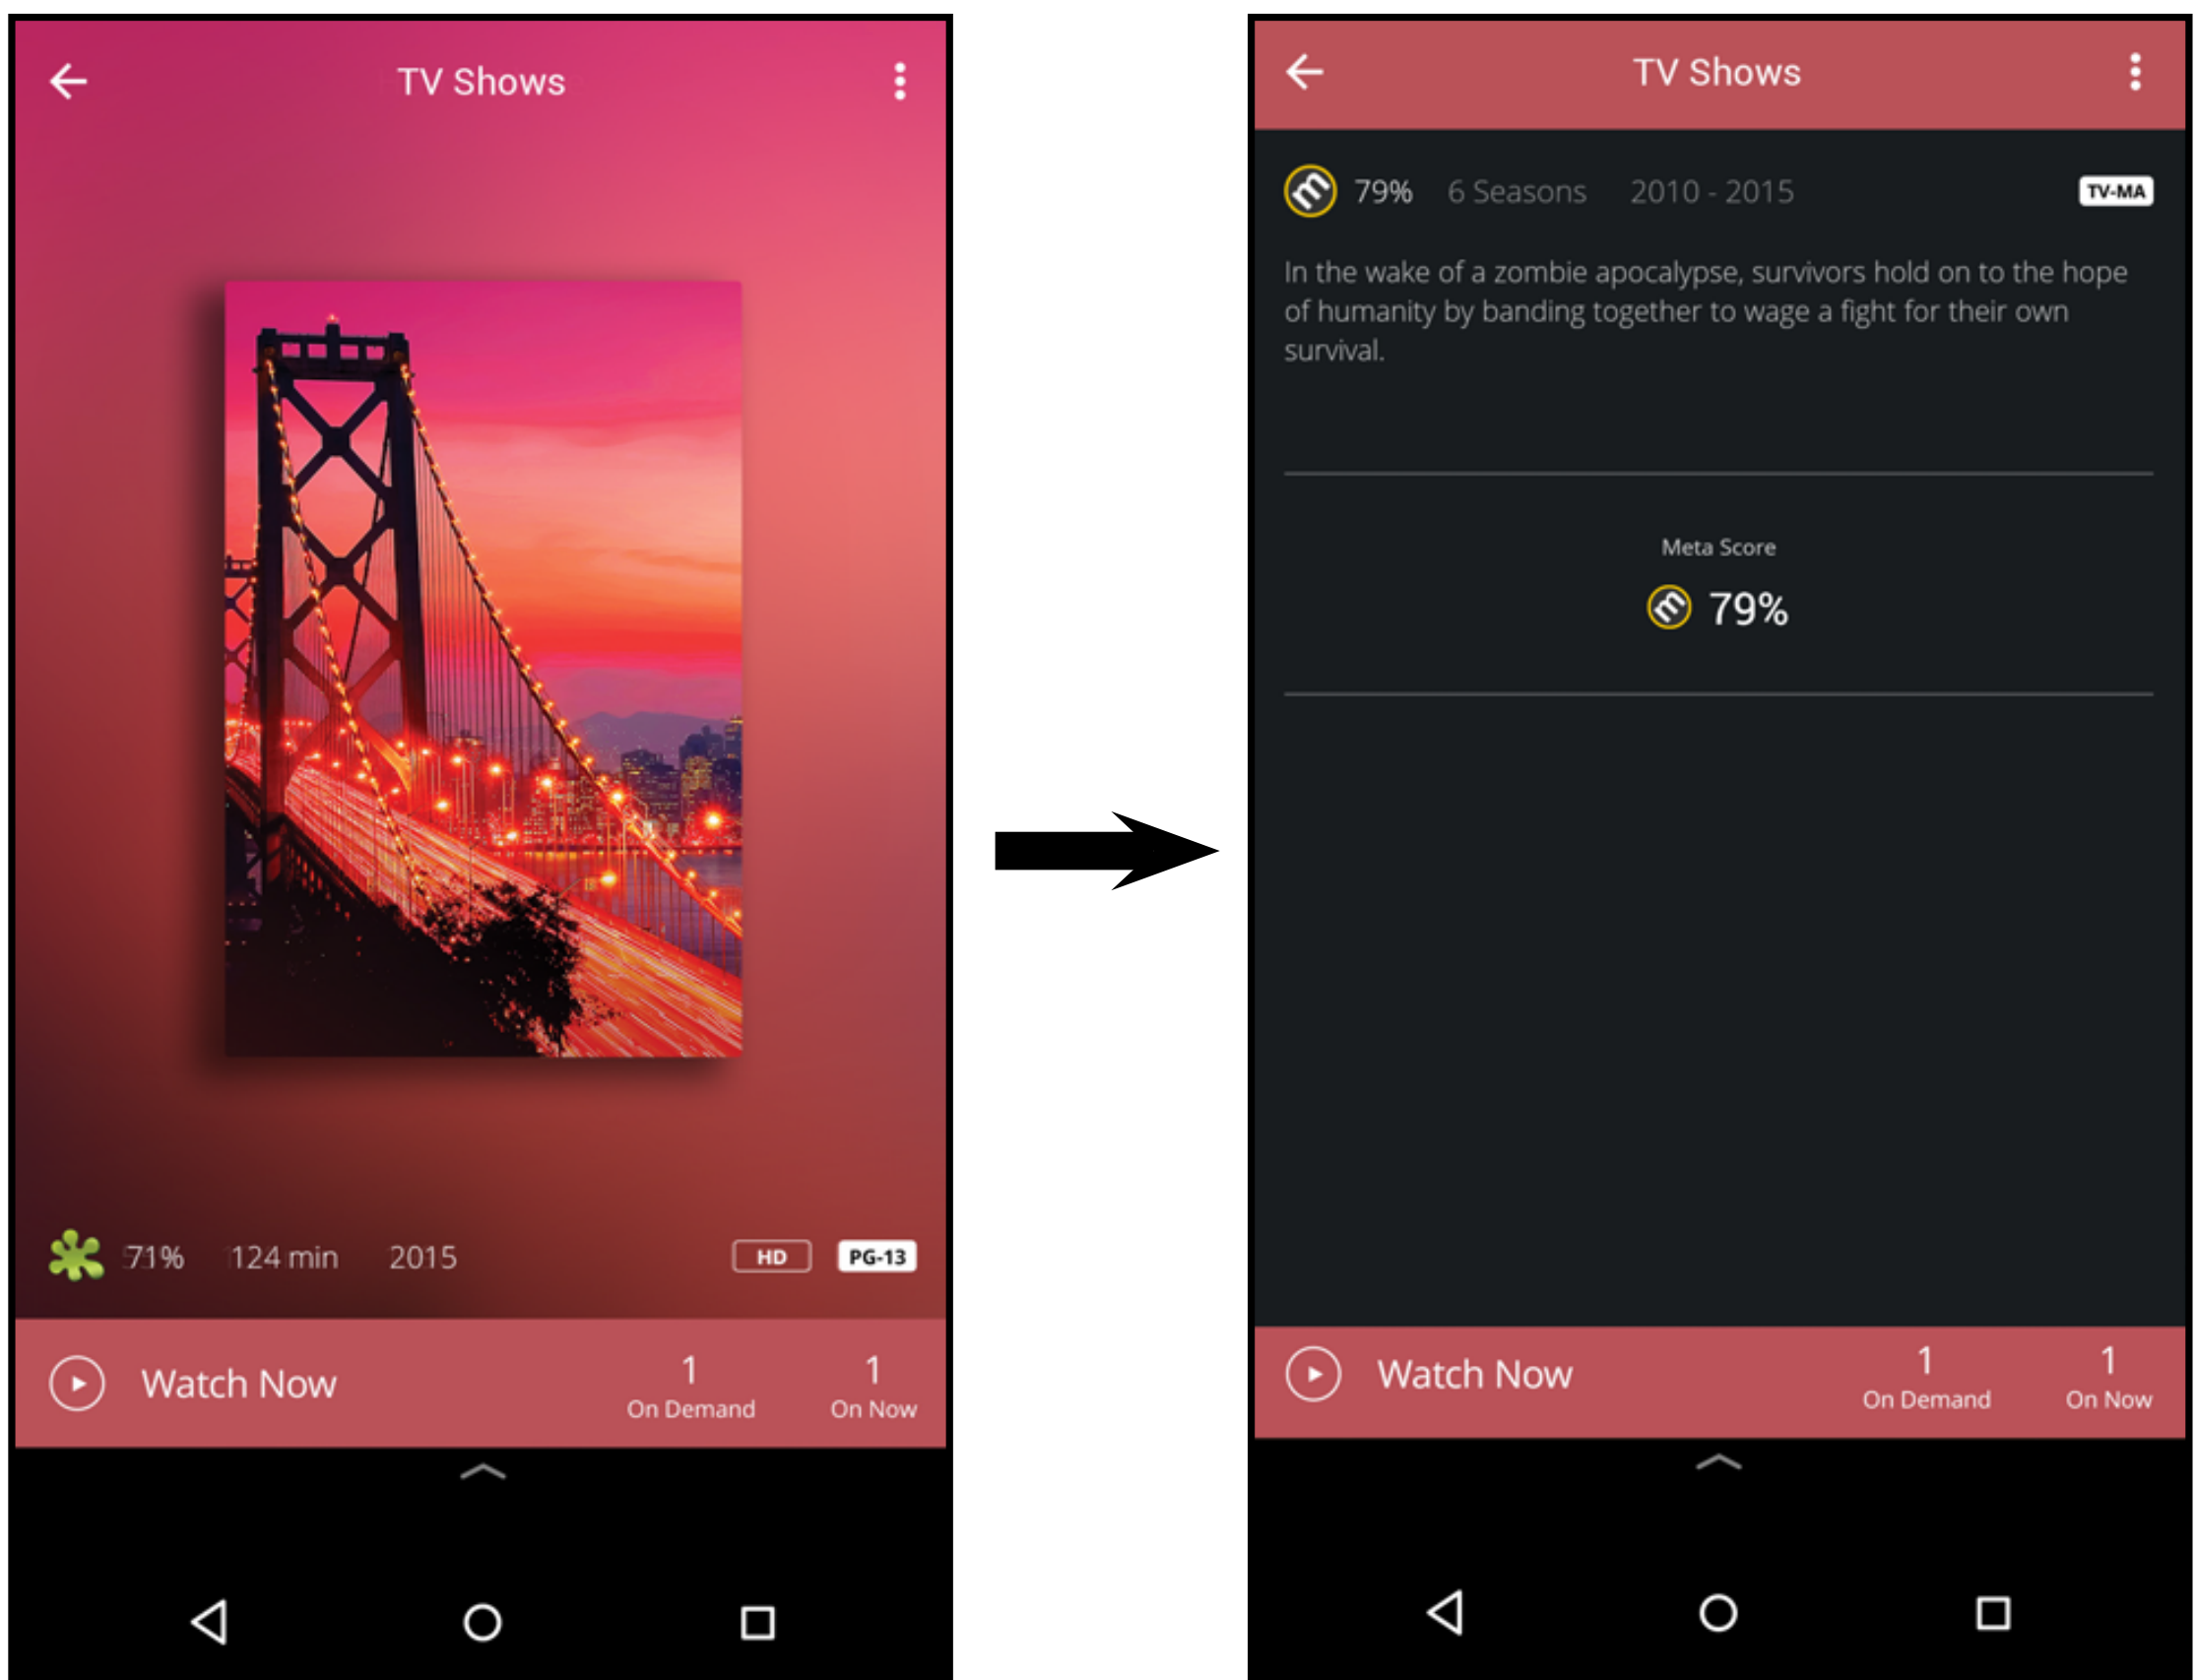 TV Shows
71% 124 min 2015 HD PG-13
Watch Now
1 On Demand
1 On Now
TV Shows
m 79% 6 Seasons 2010 - 2015 TV-MA
In the wake of a zombie apocalypse, survivors hold on to the hope
of humanity by banding together to wage a fight for their own
survival.
Meta Score
m 79%
Watch Now
1 On Demand
1 On Now